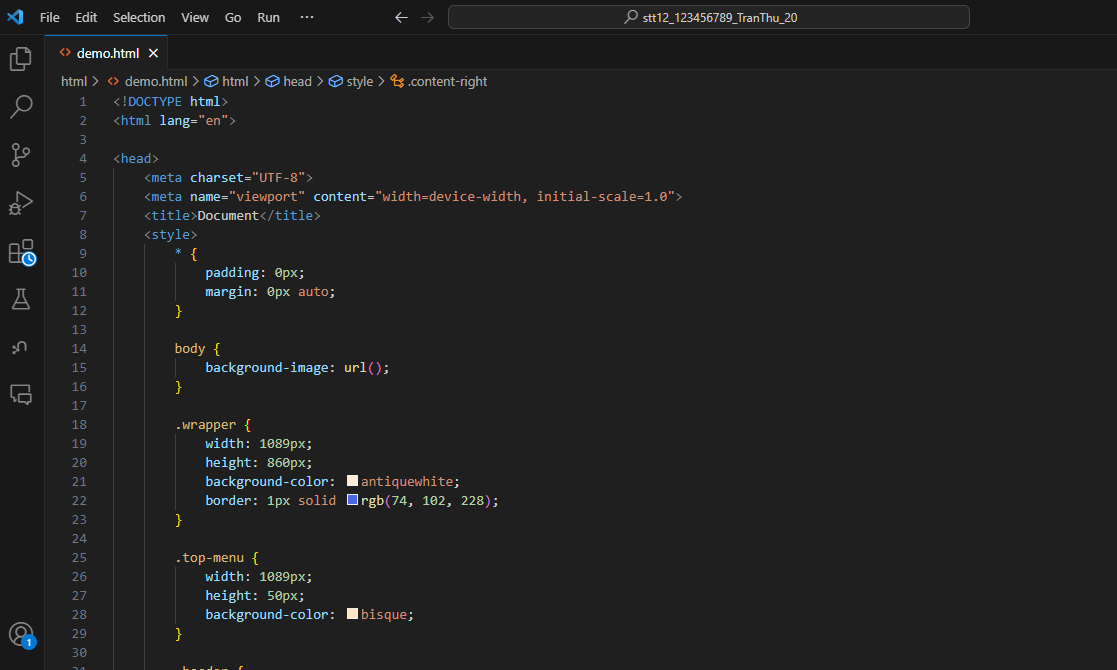 File Edit Selection View Go Run ···
stt12_123456789_TranThu_20
demo.html
html > demo.html > html > head > style > .content-right
1 <!DOCTYPE html>
2 <html lang="en">
3
4 <head>
5 <meta charset="UTF-8">
6 <meta name="viewport" content="width=device-width, initial-scale=1.0">
7 <title>Document</title>
8 <style>
9 * {
10 padding: 0px;
11 margin: 0px auto;
12 }
13
14 body {
15 background-image: url();
16 }
17
18 .wrapper {
19 width: 1089px;
20 height: 860px;
21 background-color: antiquewhite;
22 border: 1px solid rgb(74, 102, 228);
23 }
24
25 .top-menu {
26 width: 1089px;
27 height: 50px;
28 background-color: bisque;
29 }
30
1